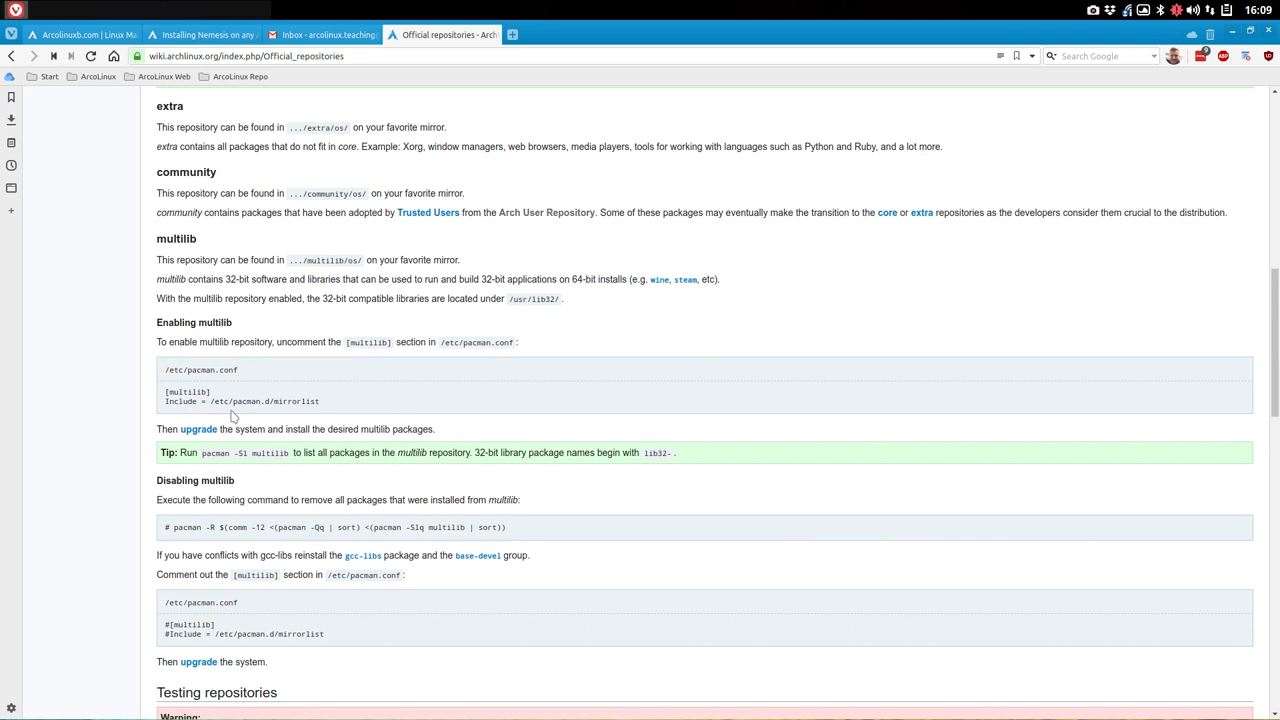 16:09
Arcolinuxb.com | Linux Ma
Installing Nemesis on any
Inbox - arcolinux.teaching
Official repositories - Arch
wiki.archlinux.org/index.php/Official_repositories
Search Google
9
Start
ArcoLinux
ArcoLinux Web
ArcoLinux Repo
extra
This repository can be found in .../extra/os/ on your favorite mirror.
extra contains all packages that do not fit in core. Example: Xorg, window managers, web browsers, media players, tools for working with languages such as Python and Ruby, and a lot more.
community
This repository can be found in .../community/os/ on your favorite mirror.
community contains packages that have been adopted by Trusted Users from the Arch User Repository. Some of these packages may eventually make the transition to the core or extra repositories as the developers consider them crucial to the distribution.
multilib
This repository can be found in .../multilib/os/ on your favorite mirror.
multilib contains 32-bit software and libraries that can be used to run and build 32-bit applications on 64-bit installs (e.g. wine, steam, etc).
With the multilib repository enabled, the 32-bit compatible libraries are located under /usr/lib32/.
Enabling multilib
To enable multilib repository, uncomment the [multilib] section in /etc/pacman.conf:
/etc/pacman.conf
[multilib]
Include = /etc/pacman.d/mirrorlist
Then upgrade the system and install the desired multilib packages.
Tip: Run pacman -Sl multilib to list all packages in the multilib repository. 32-bit library package names begin with lib32-.
Disabling multilib
Execute the following command to remove all packages that were installed from multilib:
# pacman -R $(comm -12 <(pacman -Qq | sort) <(pacman -Slq multilib | sort))
If you have conflicts with gcc-libs reinstall the gcc-libs package and the base-devel group.
Comment out the [multilib] section in /etc/pacman.conf:
/etc/pacman.conf
#[multilib]
#Include = /etc/pacman.d/mirrorlist
Then upgrade the system.
Testing repositories
Warning: